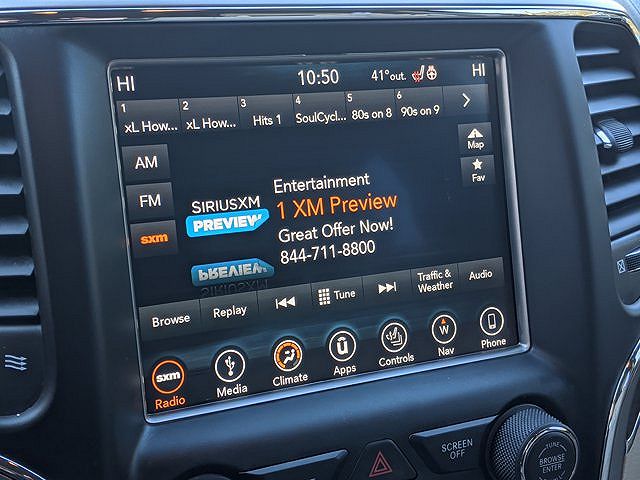 HI 10:50 41°out. HI
1 2 3 4 5 6
xL How... xL How... Hits 1 SoulCycl... 80s on 8 90s on 9
AM
Map
FM
Fav
sxm
SIRIUSXM
PREVIEW
Entertainment
1 XM Preview
Great Offer Now!
844-711-8800
PREVIEW
SIRIUSXM
Browse Replay Tune Traffic & Weather Audio
sxm
Radio Media Climate Apps Controls Nav Phone
W
SCREEN
OFF
TUNE
BROWSE
ENTER